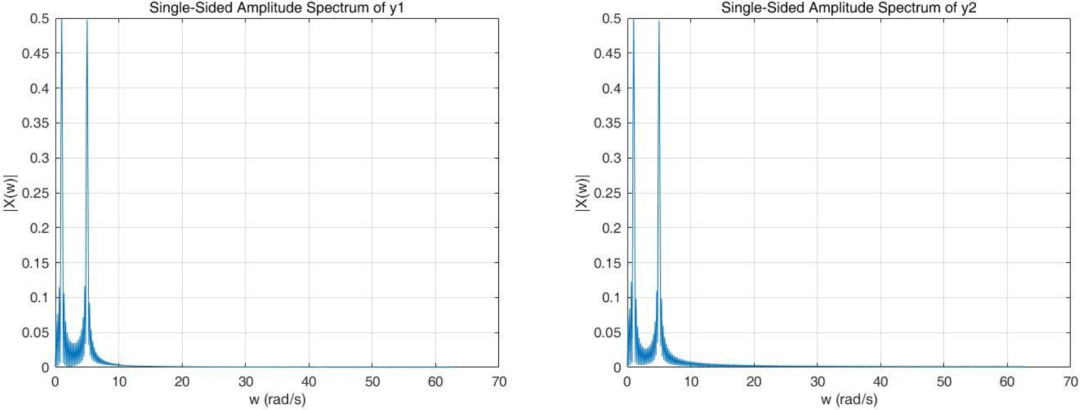 Single-Sided Amplitude Spectrum of y1
0.5
0.45
0.4
0.35
0.3
0.25
0.2
0.15
0.1
0.05
0
|X(w)|
0 10 20 30 40 50 60 70
w (rad/s)
Single-Sided Amplitude Spectrum of y2
0.5
0.45
0.4
0.35
0.3
0.25
0.2
0.15
0.1
0.05
0
|X(w)|
0 10 20 30 40 50 60 70
w (rad/s)